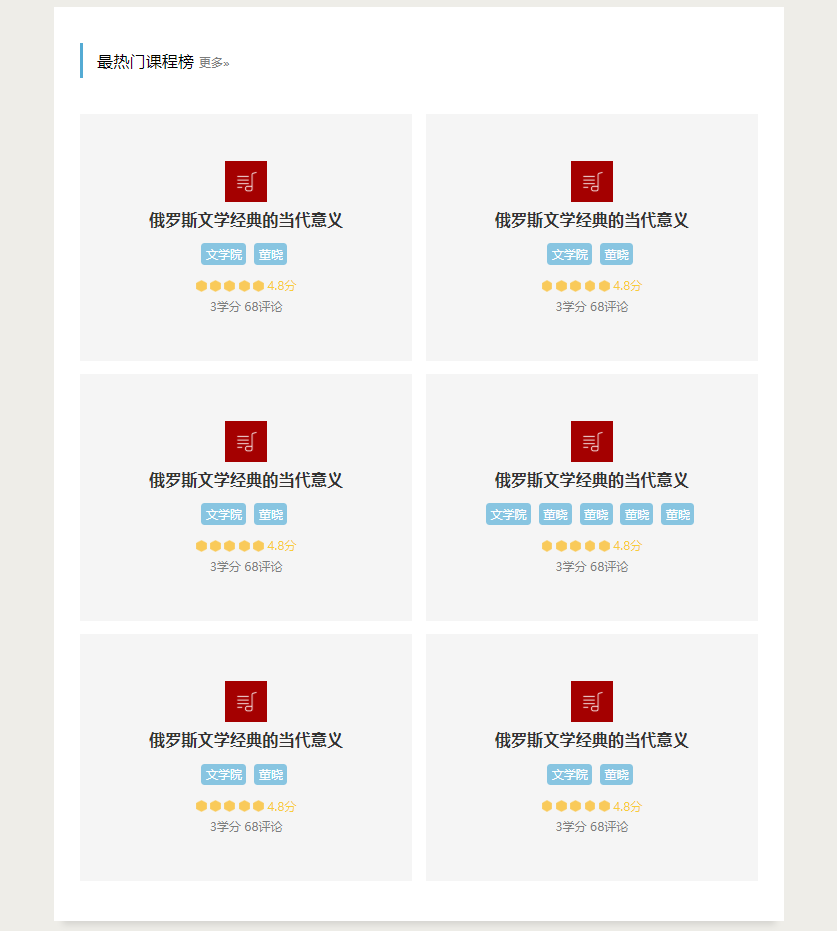 最热门课程榜 更多»
俄罗斯文学经典的当代意义
文学院 董晓
4.8分
3学分 68评论
俄罗斯文学经典的当代意义
文学院 董晓
4.8分
3学分 68评论
俄罗斯文学经典的当代意义
文学院 董晓
4.8分
3学分 68评论
俄罗斯文学经典的当代意义
文学院 董晓 董晓 董晓 董晓
4.8分
3学分 68评论
俄罗斯文学经典的当代意义
文学院 董晓
4.8分
3学分 68评论
俄罗斯文学经典的当代意义
文学院 董晓
4.8分
3学分 68评论